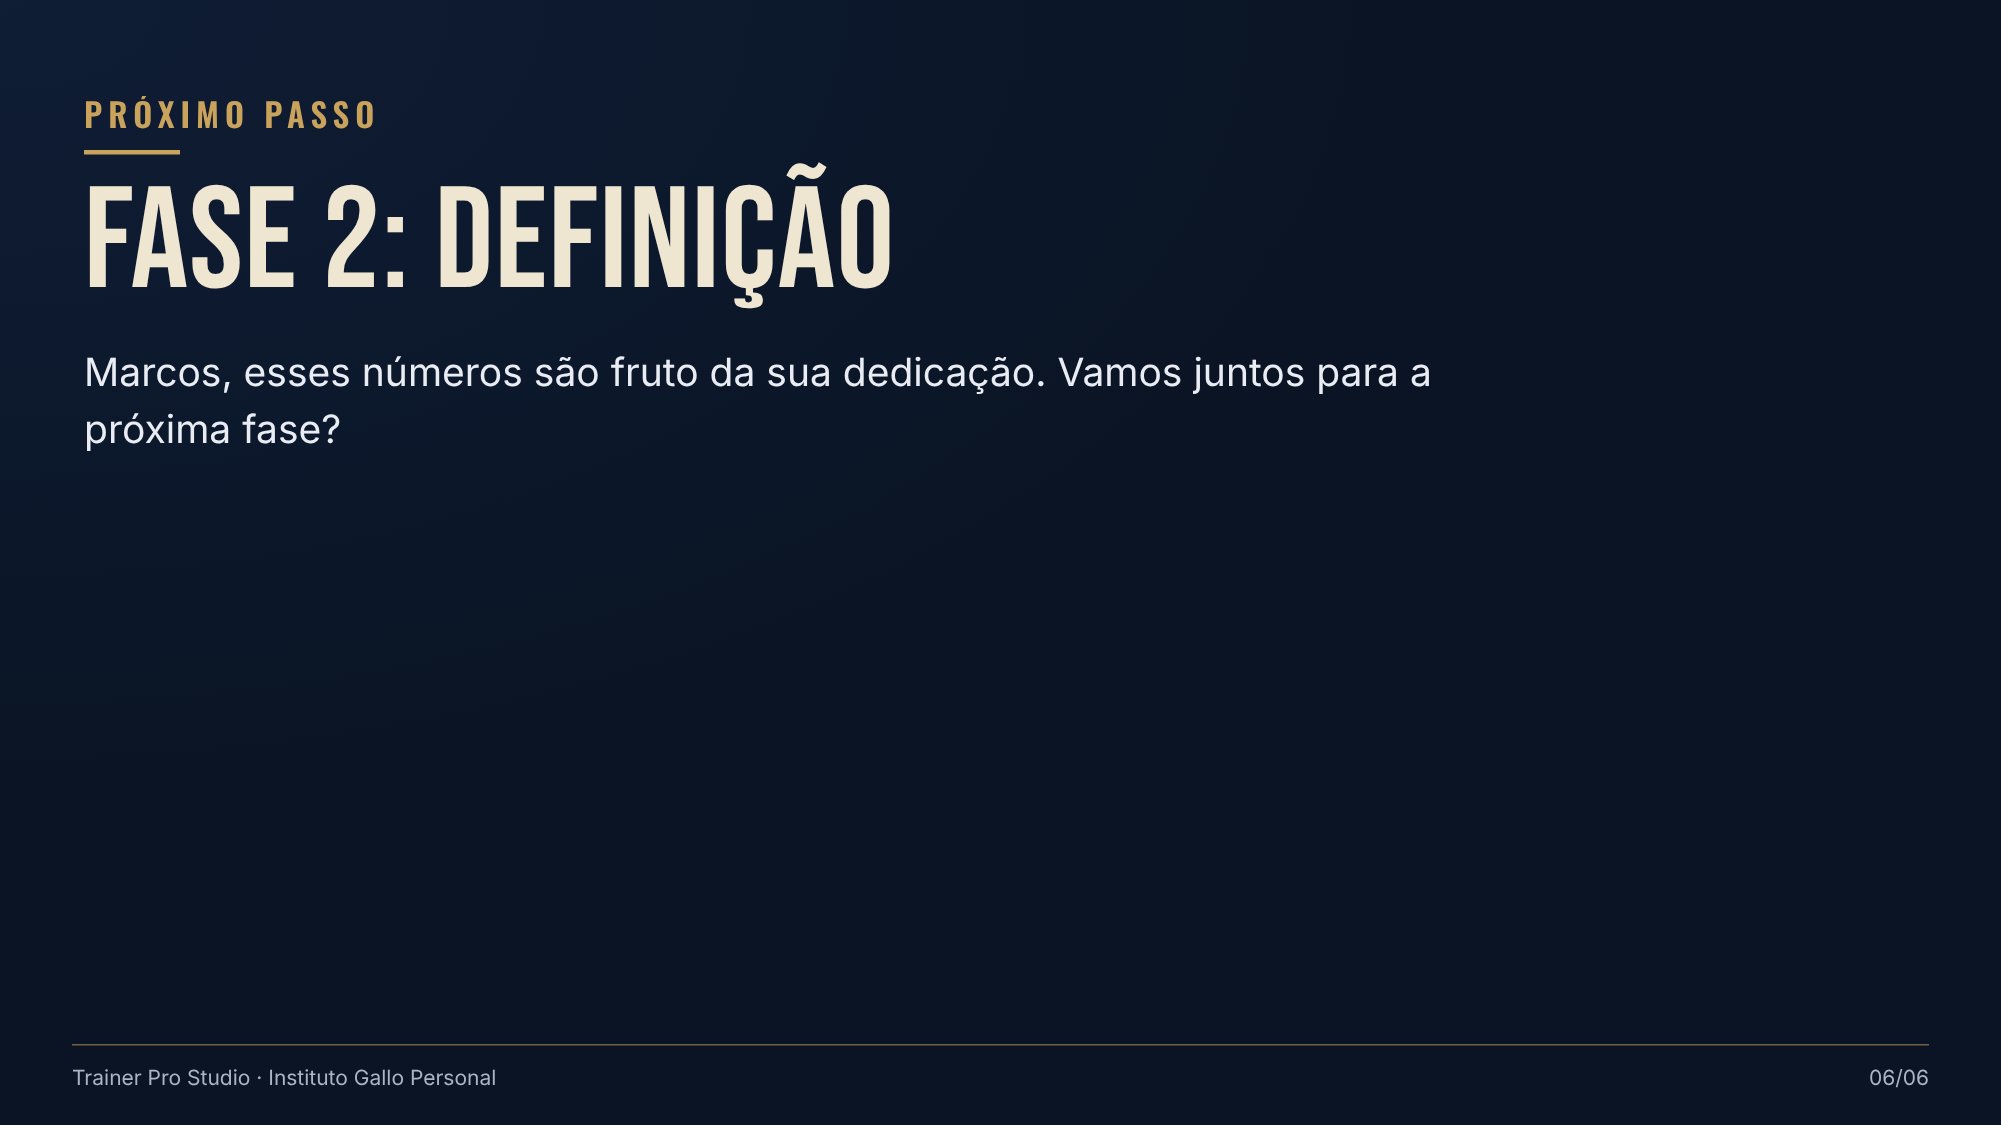 PRÓXIMO PASSO
FASE 2: DEFINIÇÃO
Marcos, esses números são fruto da sua dedicação. Vamos juntos para a
próxima fase?
Trainer Pro Studio · Instituto Gallo Personal
06/06